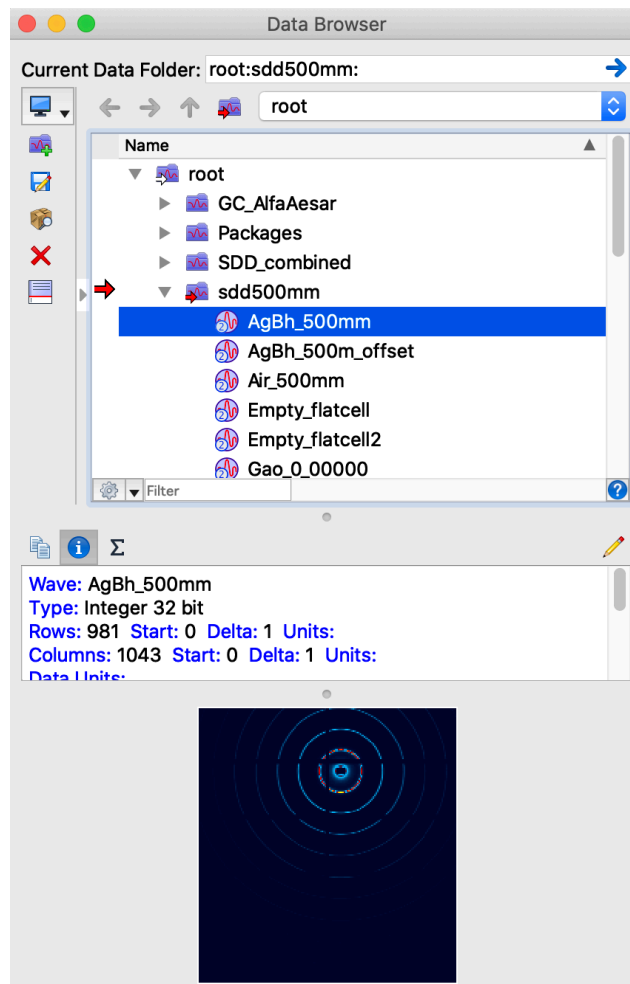 Data Browser
Current Data Folder: root:sdd500mm:
root
Name
root
GC_AlfaAesar
Packages
SDD_combined
sdd500mm
AgBh_500mm
AgBh_500m_offset
Air_500mm
Empty_flatcell
Empty_flatcell2
Gao_0_00000
Filter
Wave: AgBh_500mm
Type: Integer 32 bit
Rows: 981 Start: 0 Delta: 1 Units:
Columns: 1043 Start: 0 Delta: 1 Units:
Data Units: